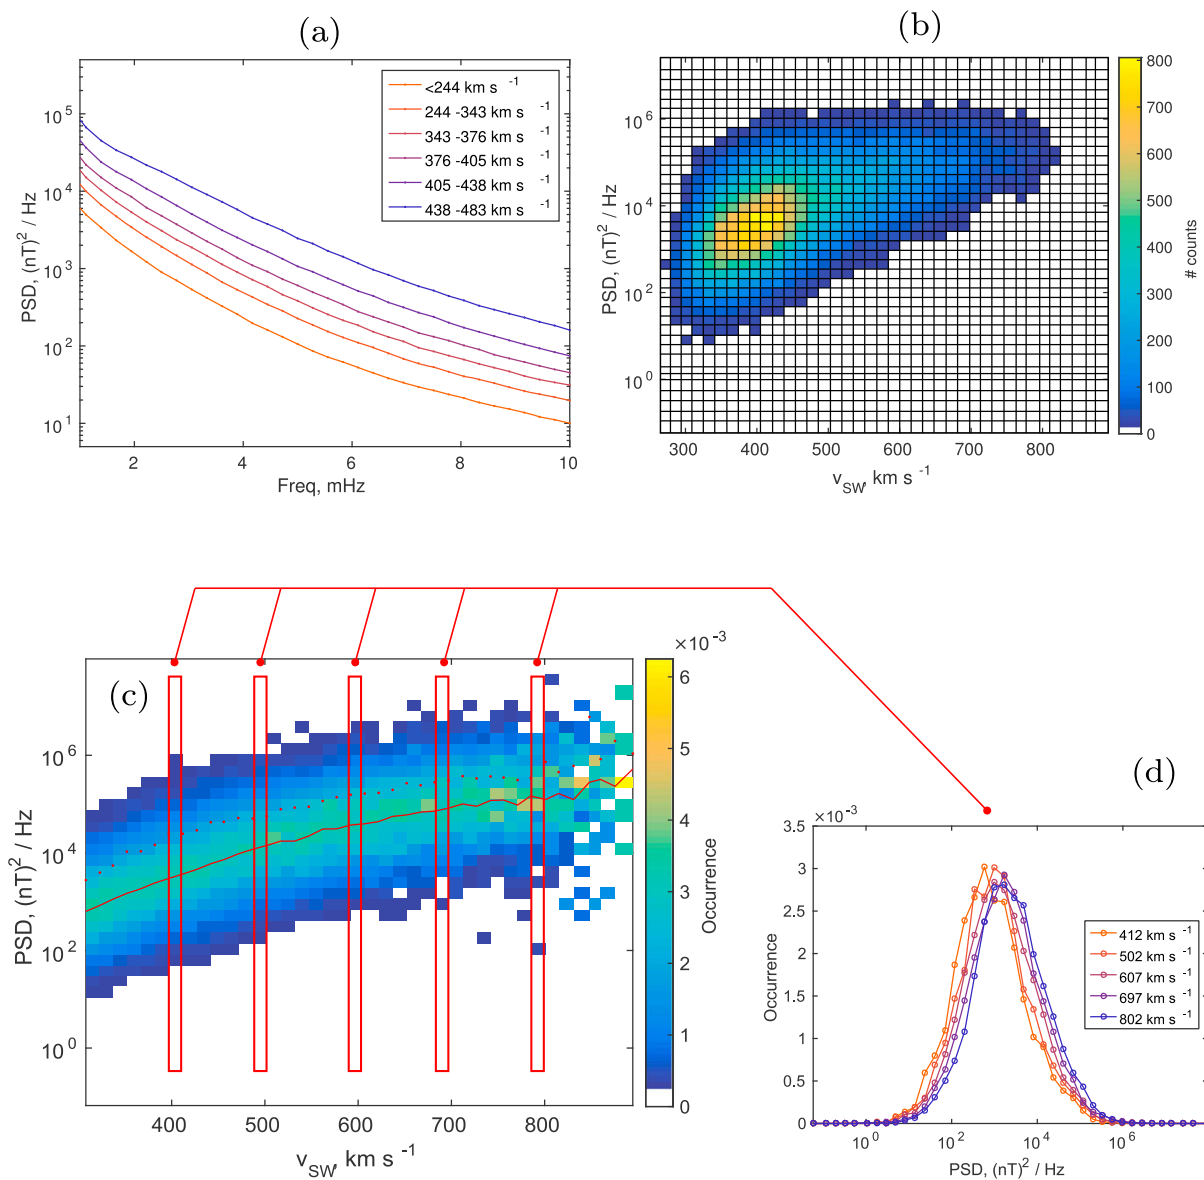 (a)
10^5
10^4
10^3
10^2
10^1
PSD, (nT)^2 / Hz
2
4
6
8
10
Freq, mHz
<244 km s^-1
244 -343 km s^-1
343 -376 km s^-1
376 -405 km s^-1
405 -438 km s^-1
438 -483 km s^-1
(b)
10^6
10^4
10^2
10^0
PSD, (nT)^2 / Hz
300
400
500
600
700
800
v_SW, km s^-1
800
700
600
500
400
300
200
100
0
# counts
(c)
10^6
10^4
10^2
10^0
PSD, (nT)^2 / Hz
400
500
600
700
800
v_SW, km s^-1
×10^-3
6
5
4
3
2
1
0
Occurrence
(d)
×10^-3
3.5
3
2.5
2
1.5
1
0.5
0
Occurrence
10^0
10^2
10^4
10^6
PSD, (nT)^2 / Hz
412 km s^-1
502 km s^-1
607 km s^-1
697 km s^-1
802 km s^-1